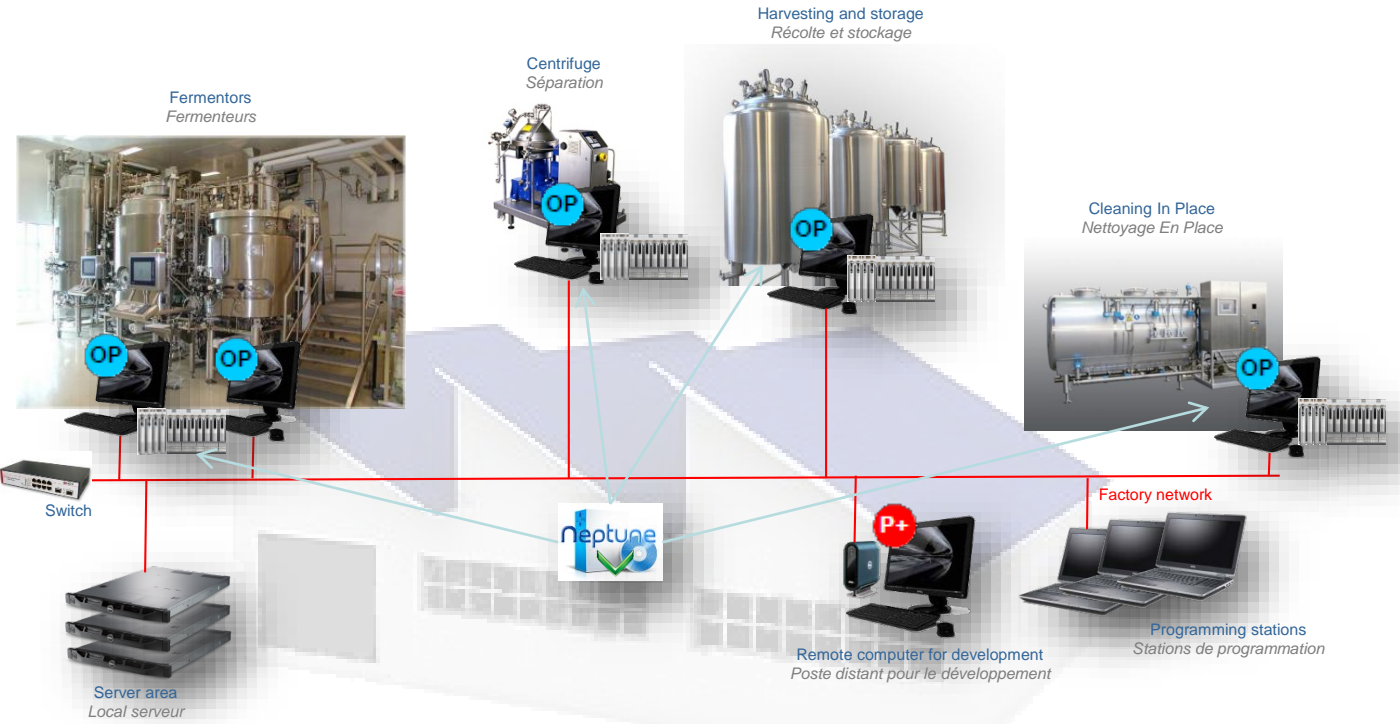 Harvesting and storage
Récolte et stockage
Centrifuge
Séparation
Fermentors
Fermenteurs
OP
OP
Cleaning In Place
Nettoyage En Place
OP
OP
OP
Switch
Factory network
Neptune
P+
Server area
Local serveur
Remote computer for development
Poste distant pour le développement
Programming stations
Stations de programmation